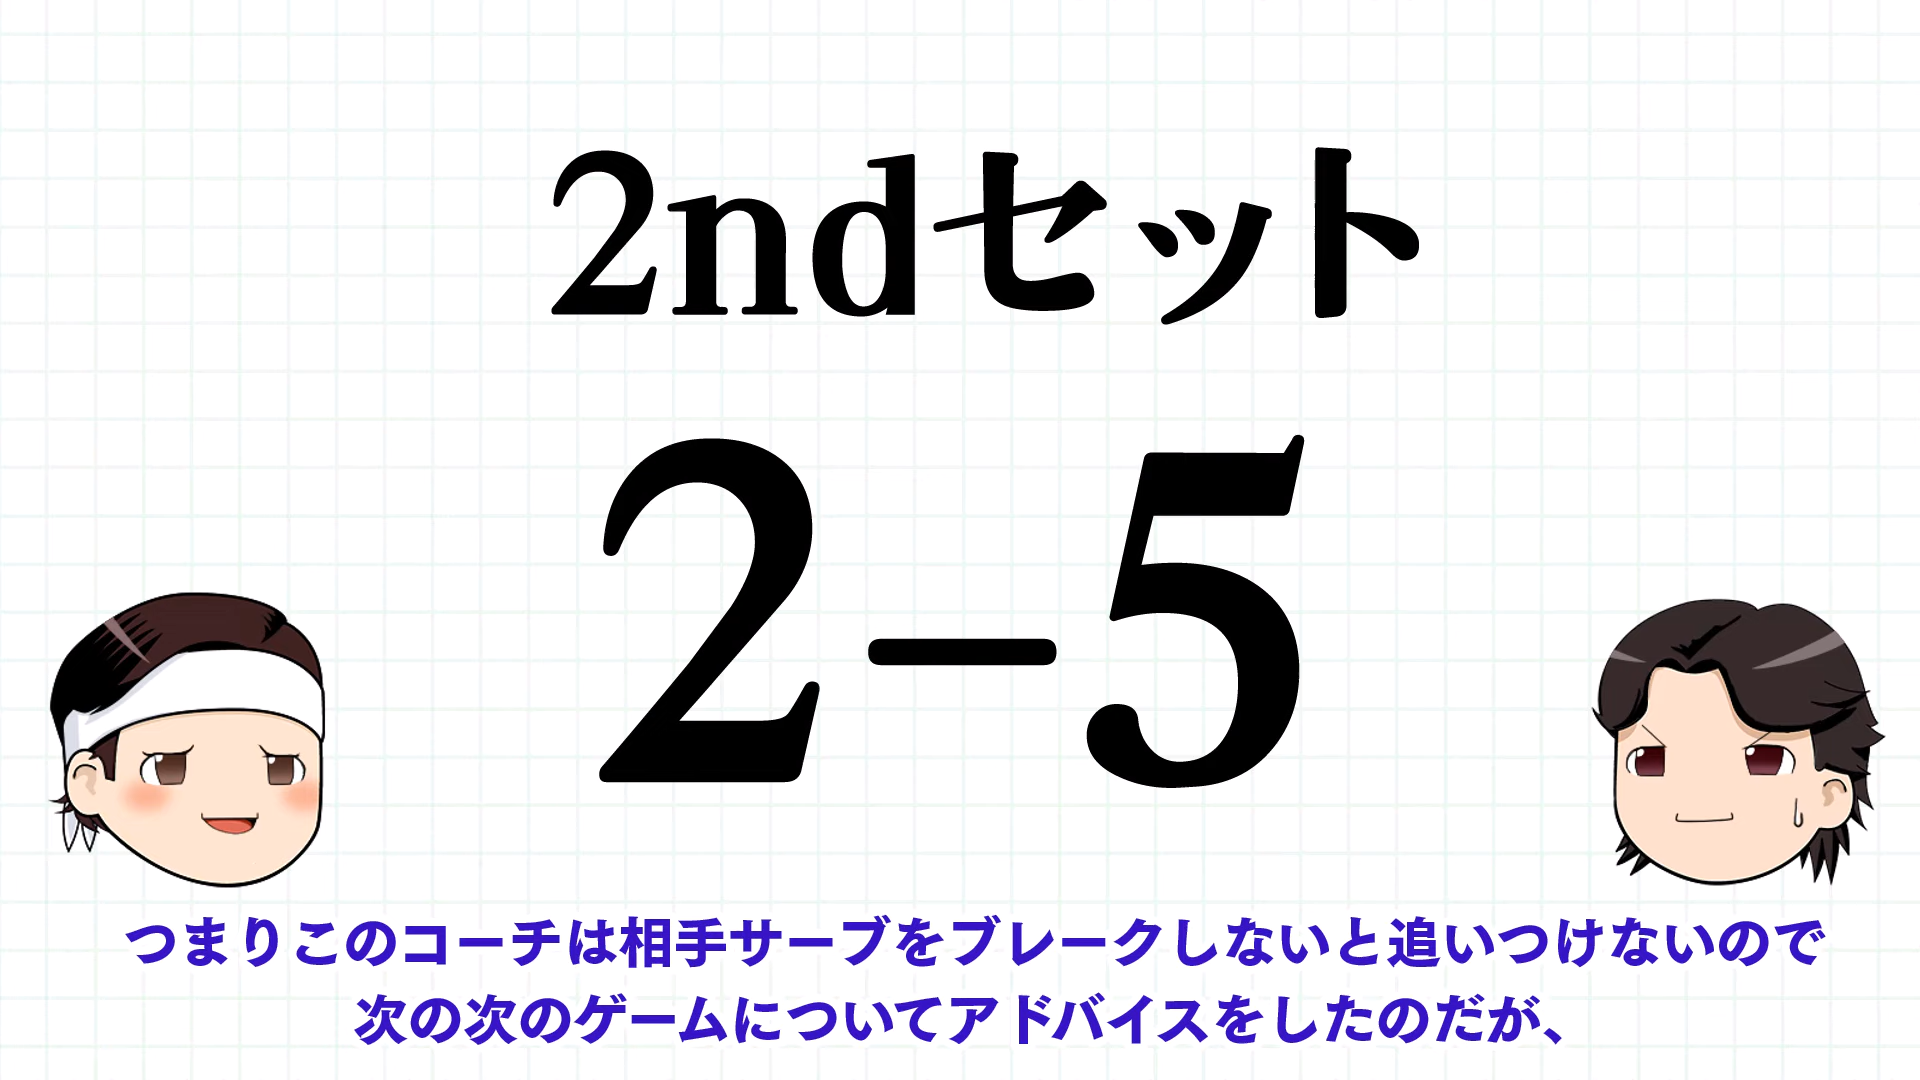 2ndセット
2–5
つまりこのコーチは相手サーブをブレークしないと追いつけないので
次の次のゲームについてアドバイスをしたのだが、